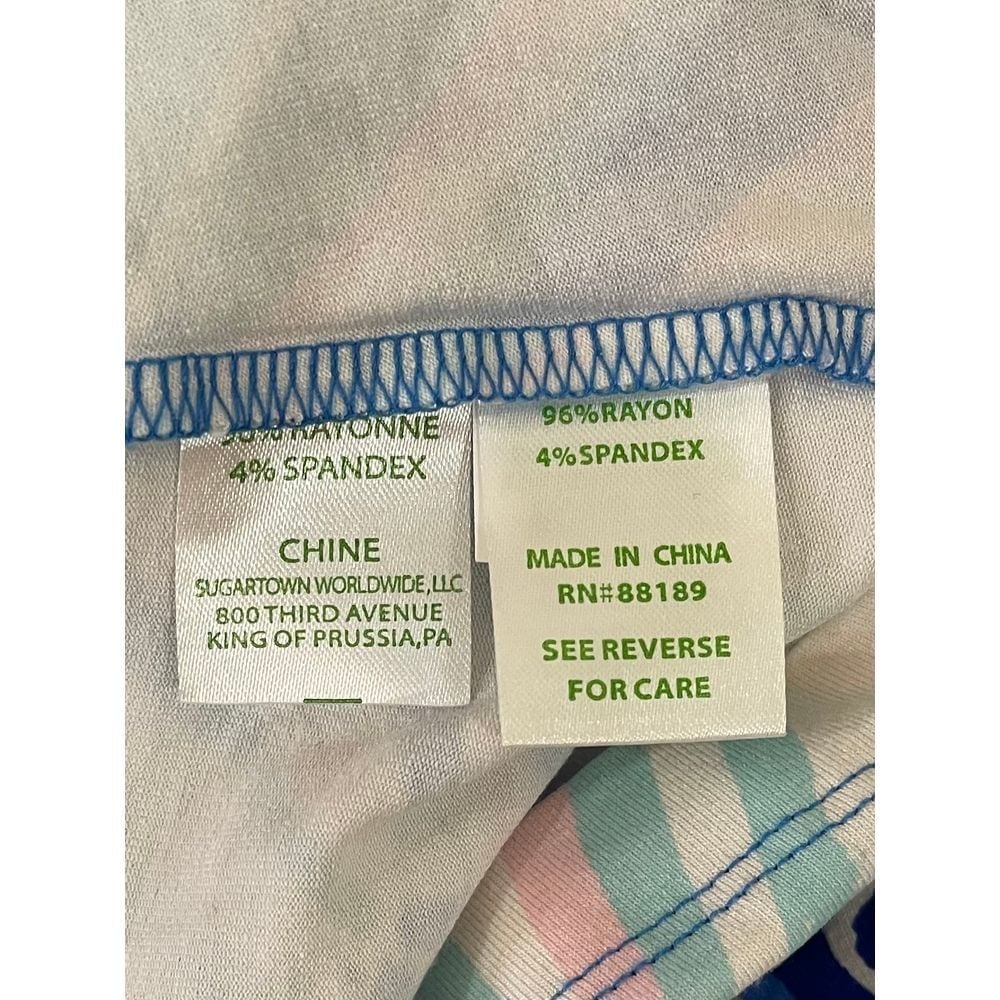 RAYONNE
4% SPANDEX
CHINE
SUGARTOWN WORLDWIDE,LLC
800 THIRD AVENUE
KING OF PRUSSIA,PA
96%RAYON
4%SPANDEX
MADE IN CHINA
RN#88189
SEE REVERSE
FOR CARE